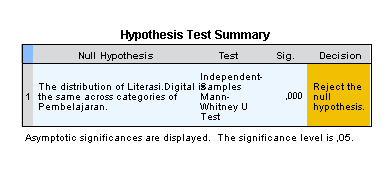 Hypothesis Test Summary
Null Hypothesis Test Sig. Decision
1 The distribution of Literasi.Digital is the same across categories of Pembelajaran. Independent-Samples Mann-Whitney U Test ,000 Reject the null hypothesis.
Asymptotic significances are displayed. The significance level is ,05.